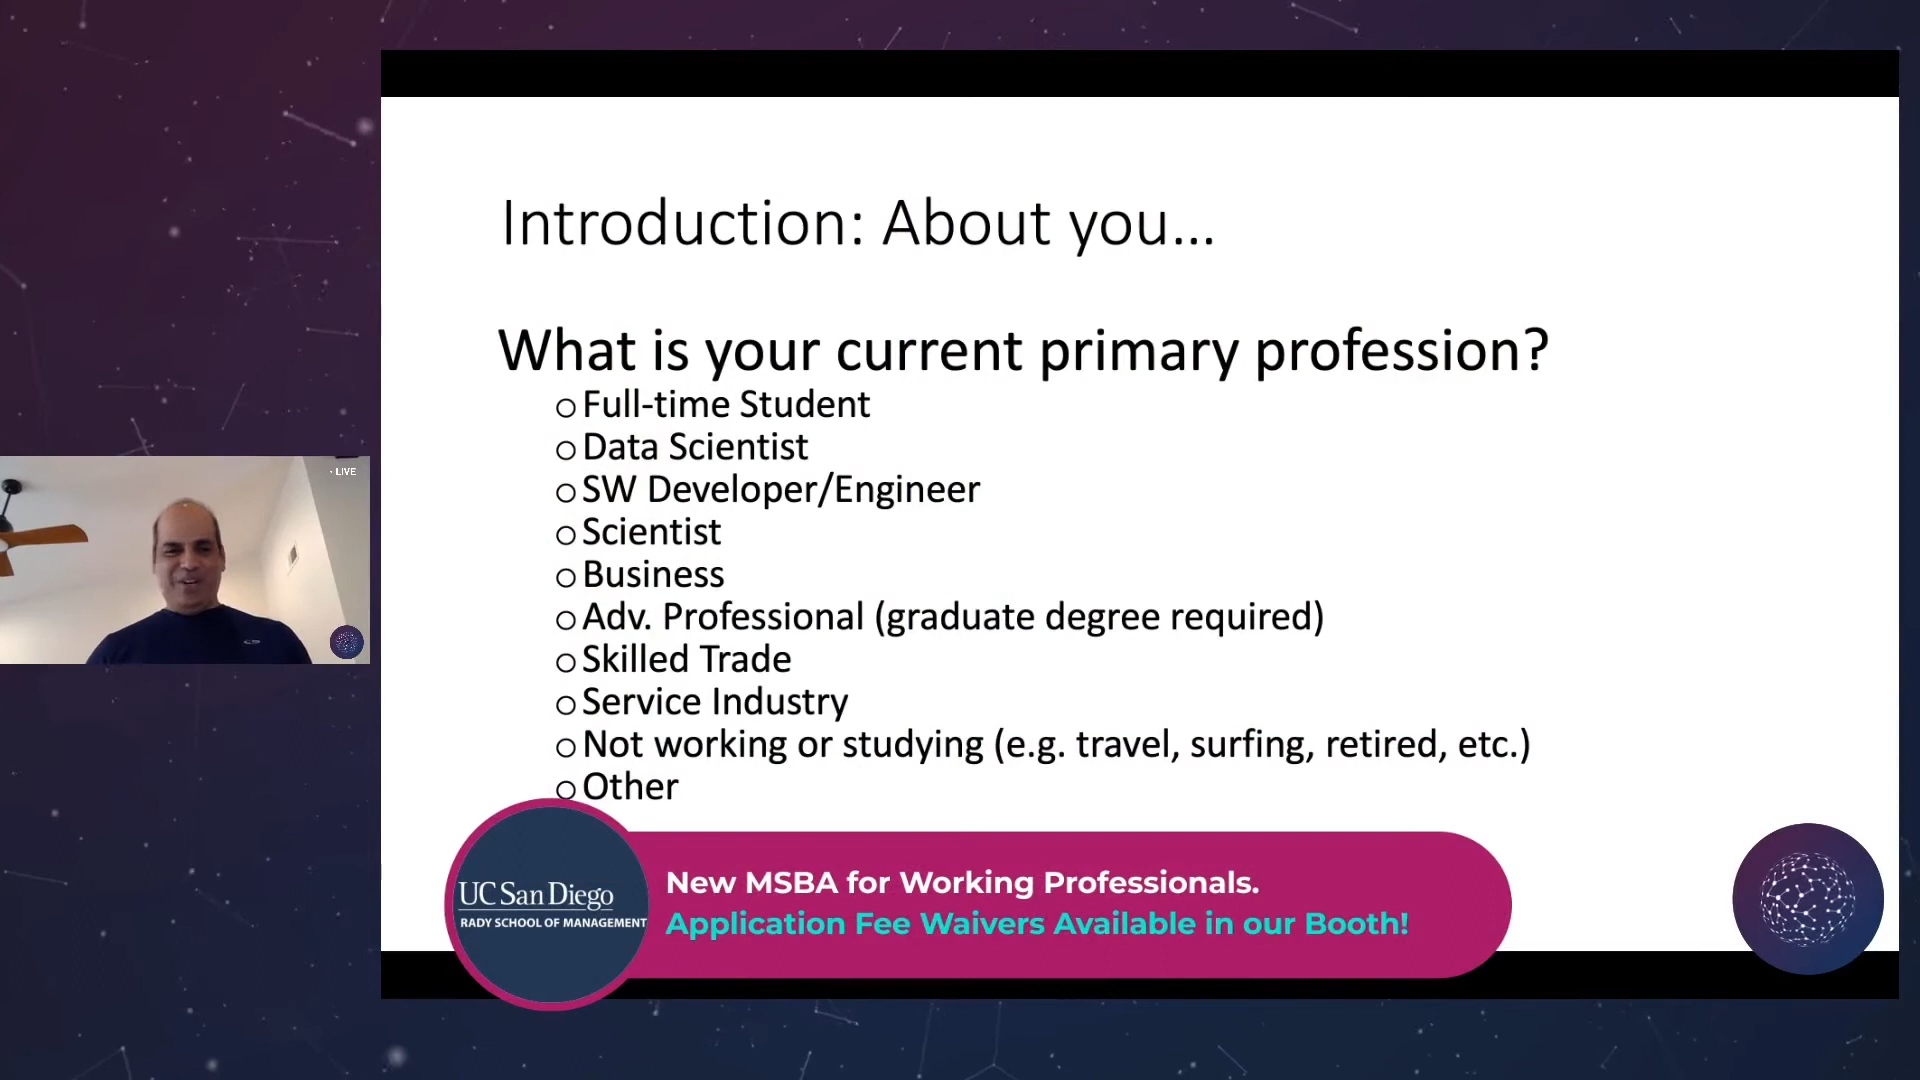 Introduction: About you...
What is your current primary profession?
Full-time Student
Data Scientist
SW Developer/Engineer
Scientist
Business
Adv. Professional (graduate degree required)
Skilled Trade
Service Industry
Not working or studying (e.g. travel, surfing, retired, etc.)
Other
LIVE
UC San Diego
RADY SCHOOL OF MANAGEMENT
New MSBA for Working Professionals.
Application Fee Waivers Available in our Booth!